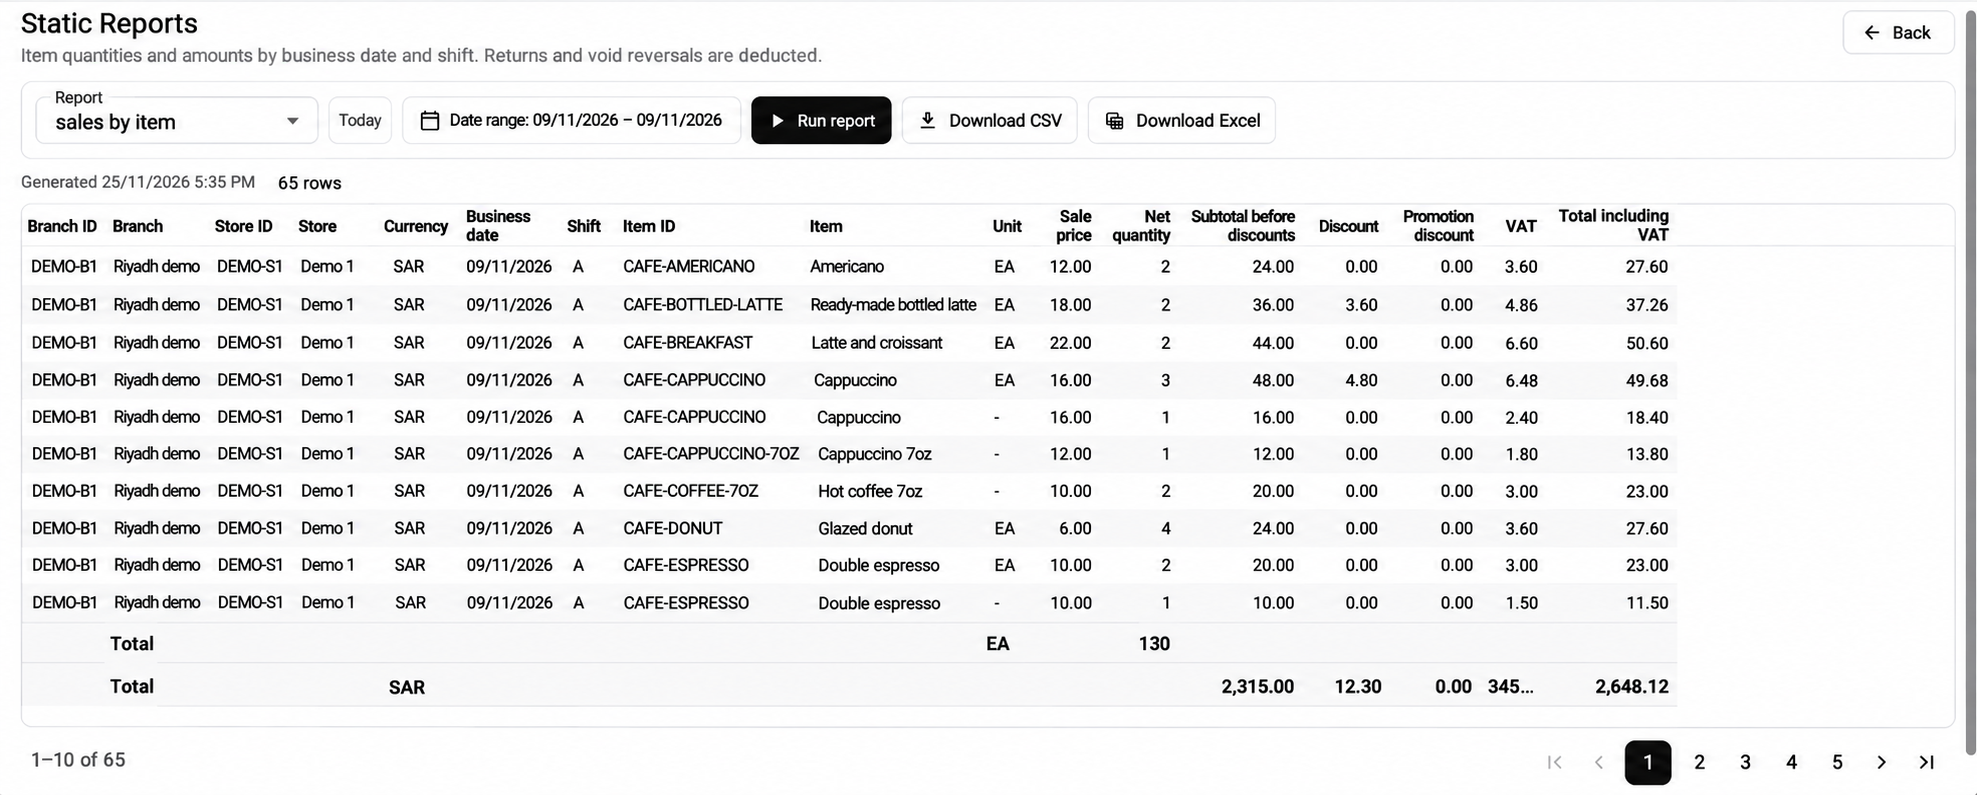 Static Reports
Back
Item quantities and amounts by business date and shift. Returns and void reversals are deducted.
Report
sales by item
Today
Date range: 09/11/2026 – 09/11/2026
Run report
Download CSV
Download Excel
Generated 25/11/2026 5:35 PM 65 rows
Branch ID Branch Store ID Store Currency Business date Shift Item ID Item Unit Sale price Net quantity Subtotal before discounts Discount Promotion discount VAT Total including VAT
DEMO-B1 Riyadh demo DEMO-S1 Demo 1 SAR 09/11/2026 A CAFE-AMERICANO Americano EA 12.00 2 24.00 0.00 0.00 3.60 27.60
DEMO-B1 Riyadh demo DEMO-S1 Demo 1 SAR 09/11/2026 A CAFE-BOTTLED-LATTE Ready-made bottled latte EA 18.00 2 36.00 3.60 0.00 4.86 37.26
DEMO-B1 Riyadh demo DEMO-S1 Demo 1 SAR 09/11/2026 A CAFE-BREAKFAST Latte and croissant EA 22.00 2 44.00 0.00 0.00 6.60 50.60
DEMO-B1 Riyadh demo DEMO-S1 Demo 1 SAR 09/11/2026 A CAFE-CAPPUCCINO Cappuccino EA 16.00 3 48.00 4.80 0.00 6.48 49.68
DEMO-B1 Riyadh demo DEMO-S1 Demo 1 SAR 09/11/2026 A CAFE-CAPPUCCINO Cappuccino - 16.00 1 16.00 0.00 0.00 2.40 18.40
DEMO-B1 Riyadh demo DEMO-S1 Demo 1 SAR 09/11/2026 A CAFE-CAPPUCCINO-7OZ Cappuccino 7oz - 12.00 1 12.00 0.00 0.00 1.80 13.80
DEMO-B1 Riyadh demo DEMO-S1 Demo 1 SAR 09/11/2026 A CAFE-COFFEE-7OZ Hot coffee 7oz - 10.00 2 20.00 0.00 0.00 3.00 23.00
DEMO-B1 Riyadh demo DEMO-S1 Demo 1 SAR 09/11/2026 A CAFE-DONUT Glazed donut EA 6.00 4 24.00 0.00 0.00 3.60 27.60
DEMO-B1 Riyadh demo DEMO-S1 Demo 1 SAR 09/11/2026 A CAFE-ESPRESSO Double espresso EA 10.00 2 20.00 0.00 0.00 3.00 23.00
DEMO-B1 Riyadh demo DEMO-S1 Demo 1 SAR 09/11/2026 A CAFE-ESPRESSO Double espresso - 10.00 1 10.00 0.00 0.00 1.50 11.50
Total EA 130
Total SAR 2,315.00 12.30 0.00 345... 2,648.12
1–10 of 65
1 2 3 4 5